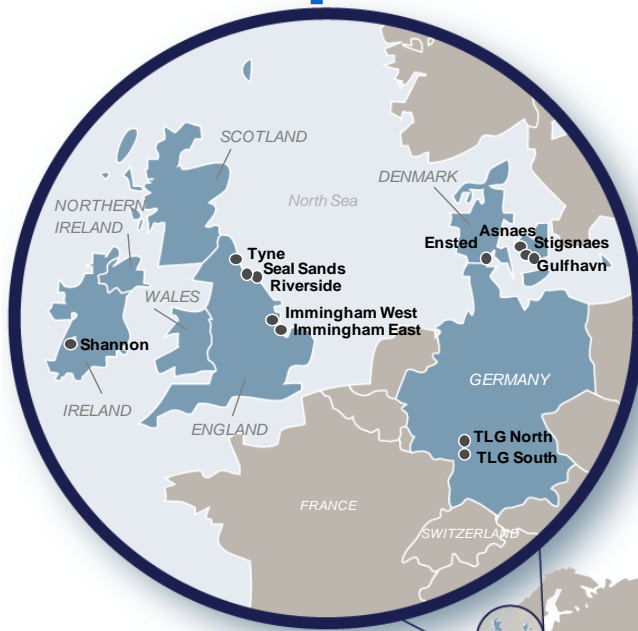 SCOTLAND
North Sea
DENMARK
NORTHERN
IRELAND
Asnaes
Ensted
Stigsnaes
Gulfhavn
Tyne
Seal Sands
Riverside
WALES
Immingham West
Immingham East
Shannon
GERMANY
IRELAND
ENGLAND
TLG North
TLG South
FRANCE
SWITZERLAND